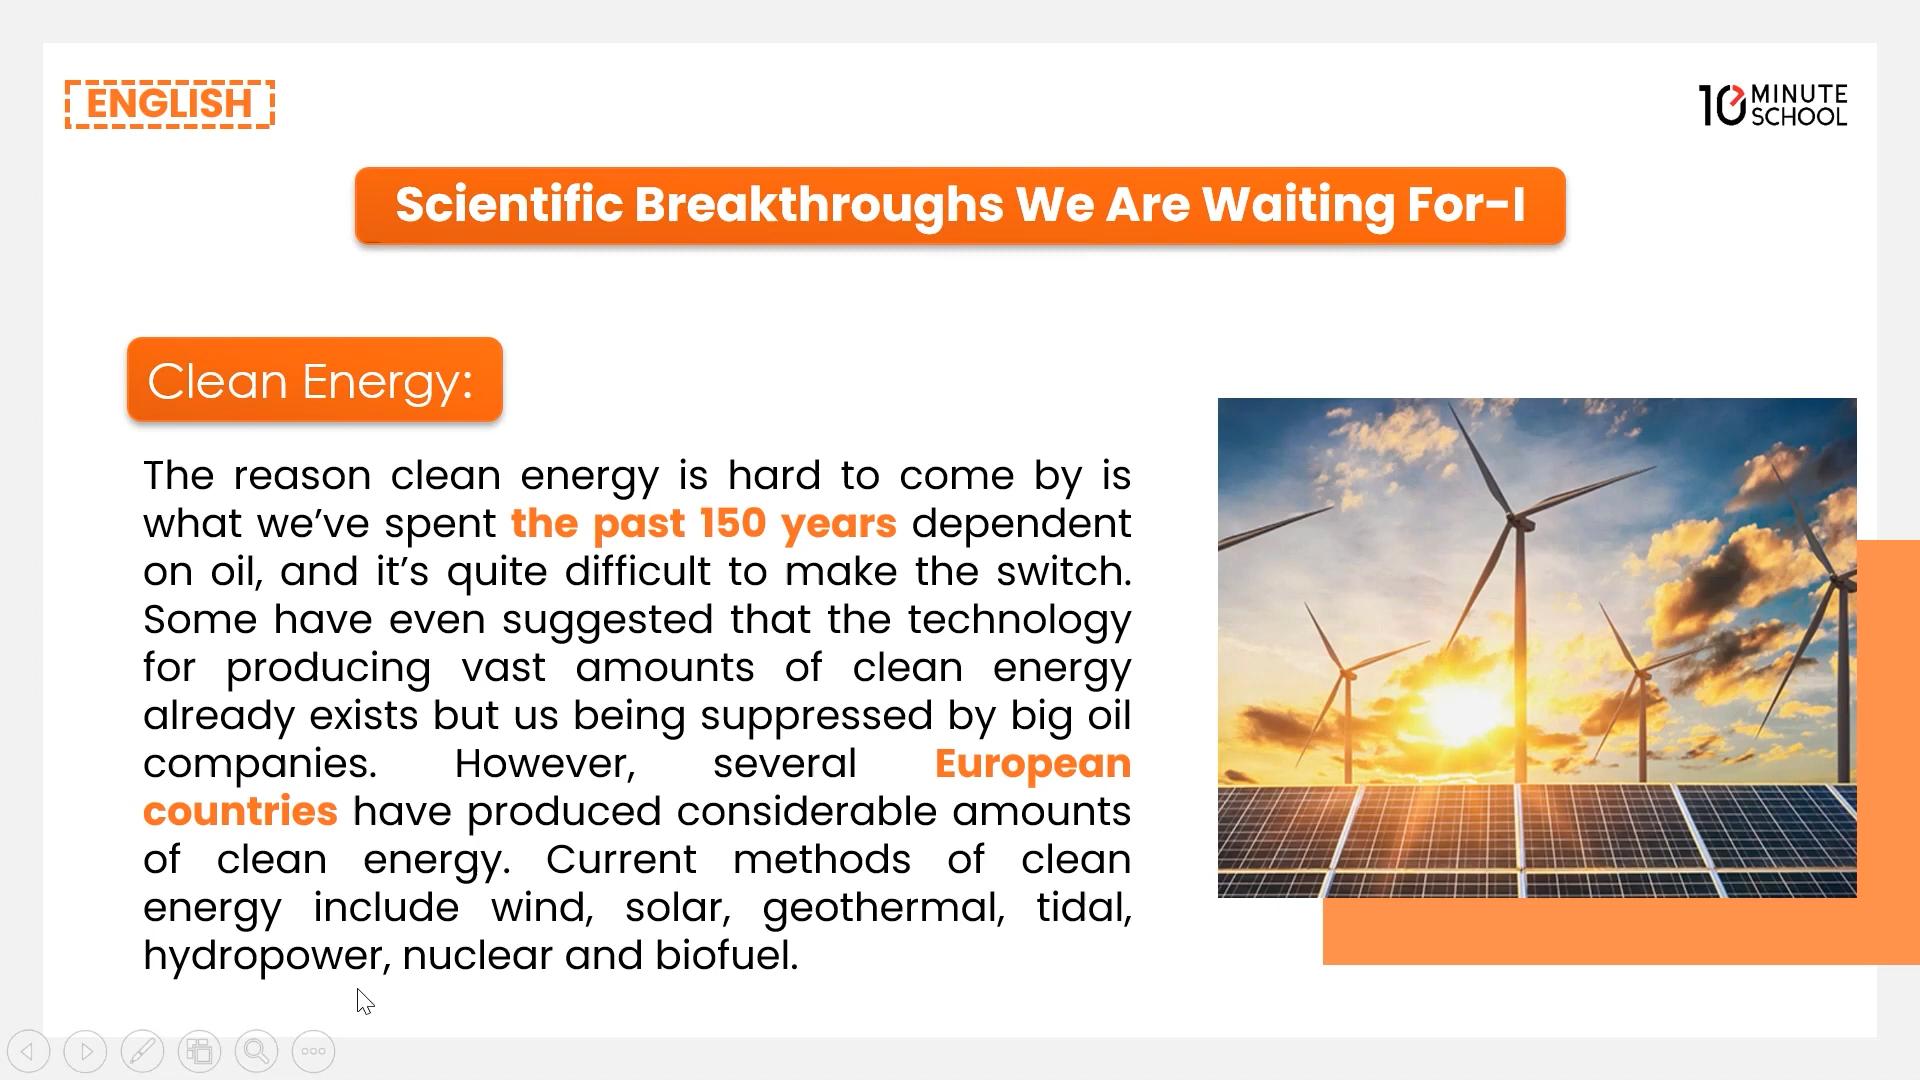 ENGLISH
10 MINUTE
SCHOOL
Scientific Breakthroughs We Are Waiting For-I
Clean Energy:
The reason clean energy is hard to come by is
what we’ve spent the past 150 years dependent
on oil, and it’s quite difficult to make the switch.
Some have even suggested that the technology
for producing vast amounts of clean energy
already exists but us being suppressed by big oil
companies. However, several European
countries have produced considerable amounts
of clean energy. Current methods of clean
energy include wind, solar, geothermal, tidal,
hydropower, nuclear and biofuel.